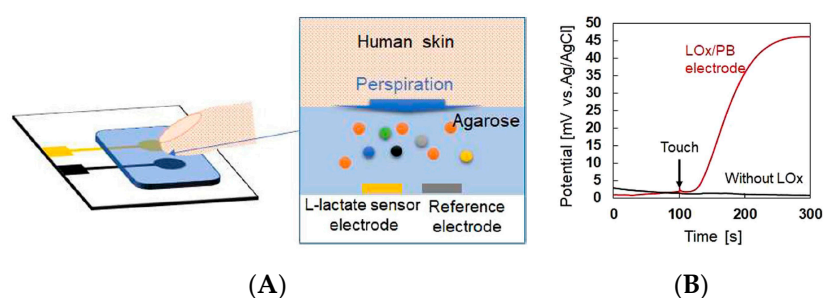 Human skin
Perspiration
Agarose
L-lactate sensor
electrode
Reference
electrode
(A)
Potential [mV vs.Ag/AgCl]
50
45
40
35
30
25
20
15
10
5
0
LOx/PB
electrode
Touch
Without LOx
0
100
200
300
Time [s]
(B)